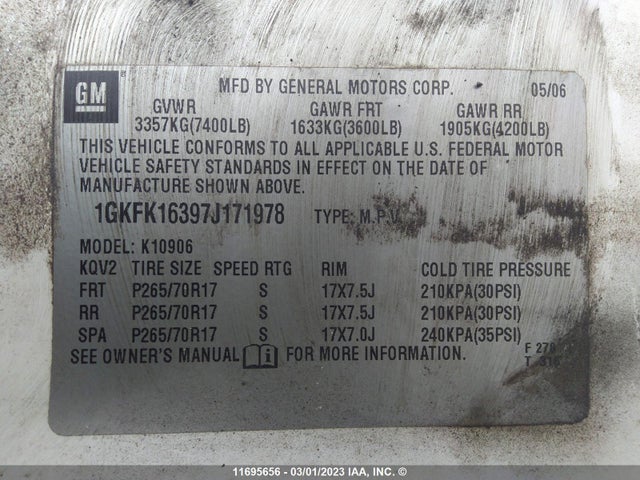 GM
MFD BY GENERAL MOTORS CORP. 05/06
GVWR GAWR FRT GAWR RR
3357KG(7400LB) 1633KG(3600LB) 1905KG(4200LB)
THIS VEHICLE CONFORMS TO ALL APPLICABLE U.S. FEDERAL MOTOR
VEHICLE SAFETY STANDARDS IN EFFECT ON THE DATE OF
MANUFACTURE SHOWN ABOVE.
1GKFK16397J171978 TYPE: M.P.V
MODEL: K10906
KQV2 TIRE SIZE SPEED RTG RIM COLD TIRE PRESSURE
FRT P265/70R17 S 17X7.5J 210KPA(30PSI)
RR P265/70R17 S 17X7.5J 210KPA(30PSI)
SPA P265/70R17 S 17X7.0J 240KPA(35PSI)
SEE OWNER'S MANUAL FOR MORE INFORMATION.
F
T
11695656 - 03/01/2023 IAA, INC. ©